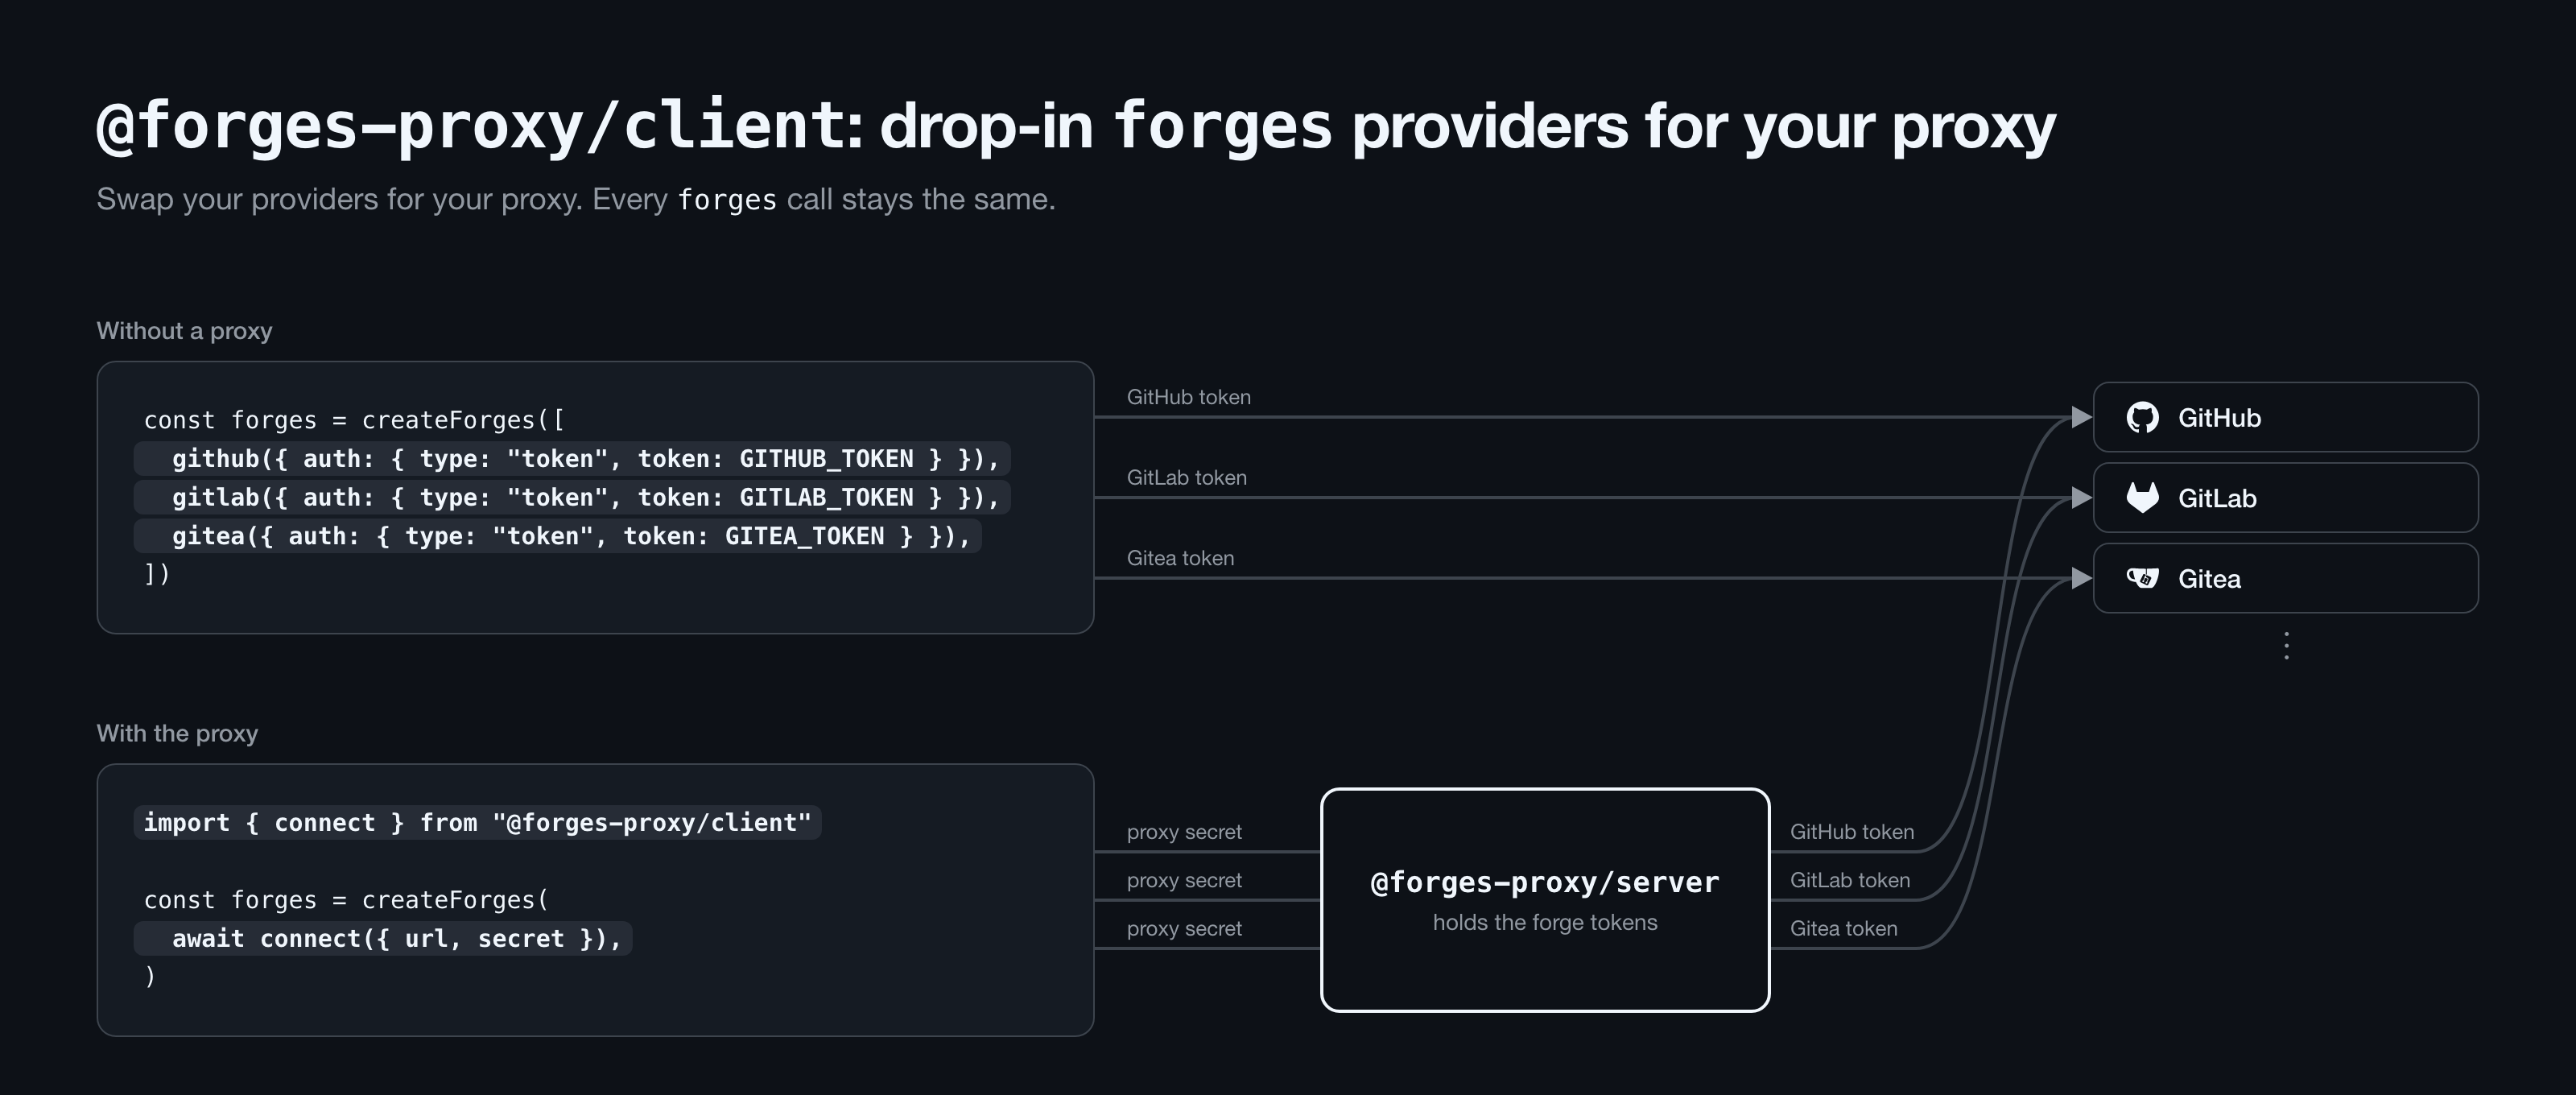 @forges-proxy/client: drop-in forges providers for your proxy
Swap your providers for your proxy. Every forges call stays the same.
Without a proxy
const forges = createForges([
  github({ auth: { type: "token", token: GITHUB_TOKEN } }),
  gitlab({ auth: { type: "token", token: GITLAB_TOKEN } }),
  gitea({ auth: { type: "token", token: GITEA_TOKEN } }),
])
GitHub token
GitLab token
Gitea token
GitHub
GitLab
Gitea
With the proxy
import { connect } from "@forges-proxy/client"
const forges = createForges(
  await connect({ url, secret }),
)
proxy secret
proxy secret
proxy secret
@forges-proxy/server
holds the forge tokens
GitHub token
GitLab token
Gitea token